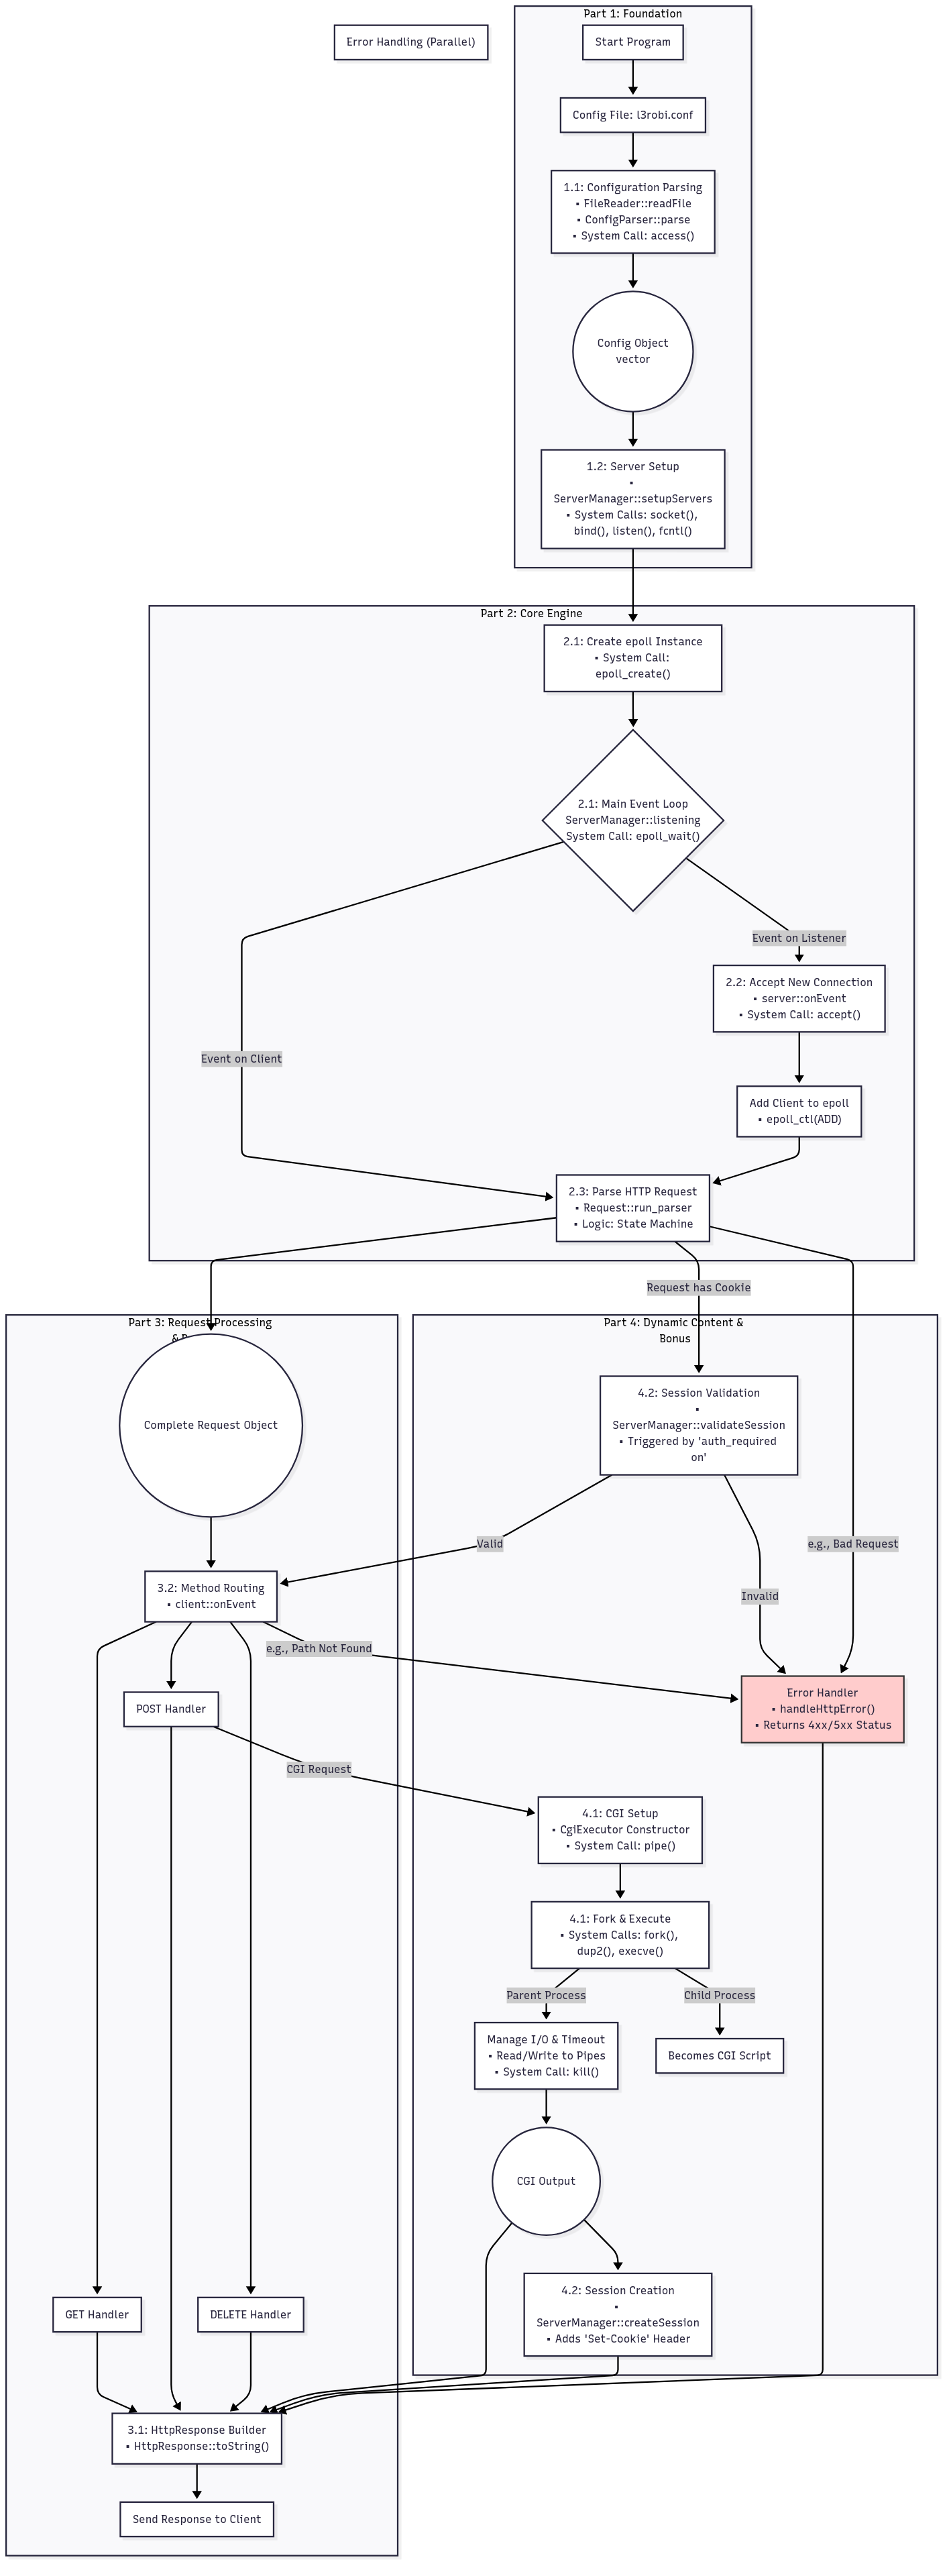 Part 1: Foundation
Error Handling (Parallel)
Start Program
Config File: l3robi.conf
1.1: Configuration Parsing
▪ FileReader::readFile
▪ ConfigParser::parse
▪ System Call: access()
Config Object
vector
1.2: Server Setup
▪
ServerManager::setupServers
▪ System Calls: socket(),
bind(), listen(), fcntl()
Part 2: Core Engine
2.1: Create epoll Instance
▪ System Call:
epoll_create()
2.1: Main Event Loop
ServerManager::listening
System Call: epoll_wait()
Event on Listener
2.2: Accept New Connection
▪ server::onEvent
▪ System Call: accept()
Event on Client
Add Client to epoll
▪ epoll_ctl(ADD)
2.3: Parse HTTP Request
▪ Request::run_parser
▪ Logic: State Machine
Request has Cookie
Part 3: Request Processing
&
Part 4: Dynamic Content &
Bonus
Complete Request Object
4.2: Session Validation
▪
ServerManager::validateSession
▪ Triggered by 'auth_required
on'
Valid
e.g., Bad Request
3.2: Method Routing
▪ client::onEvent
Invalid
e.g., Path Not Found
POST Handler
Error Handler
▪ handleHttpError()
▪ Returns 4xx/5xx Status
CGI Request
4.1: CGI Setup
▪ CgiExecutor Constructor
▪ System Call: pipe()
4.1: Fork & Execute
▪ System Calls: fork(),
dup2(), execve()
Parent Process
Child Process
Manage I/O & Timeout
▪ Read/Write to Pipes
▪ System Call: kill()
Becomes CGI Script
CGI Output
4.2: Session Creation
▪
ServerManager::createSession
▪ Adds 'Set-Cookie' Header
GET Handler
DELETE Handler
3.1: HttpResponse Builder
▪ HttpResponse::toString()
Send Response to Client